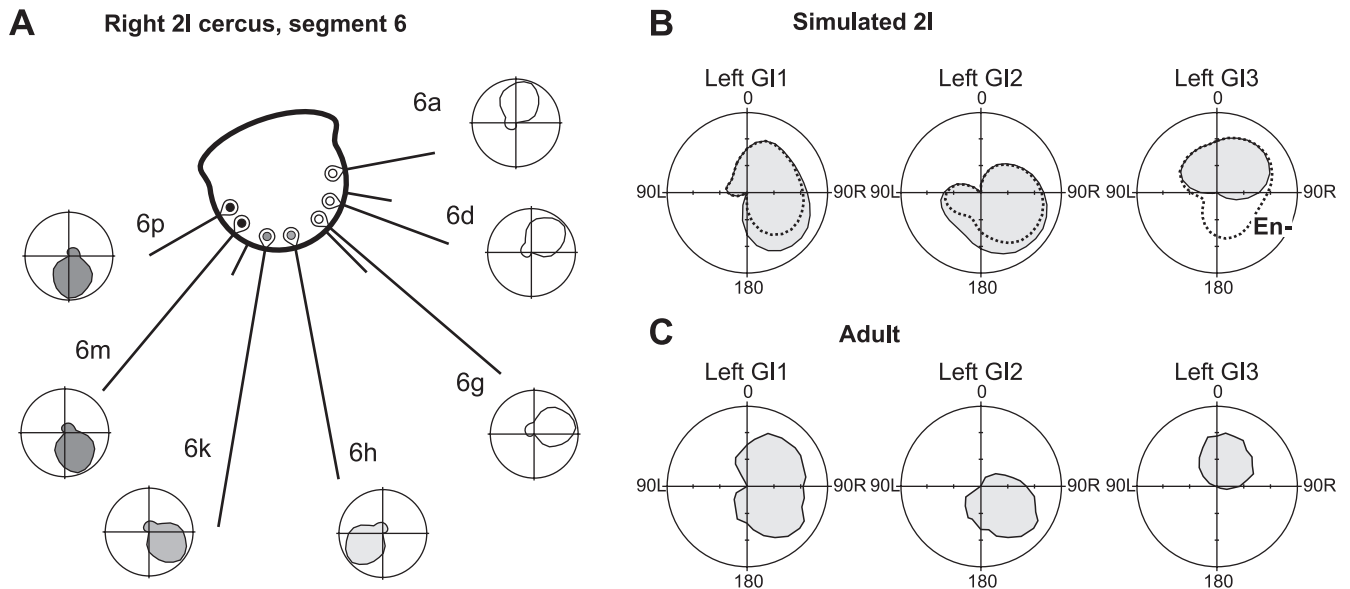 A
Right 2I cercus, segment 6
6a
6d
6g
6h
6k
6m
6p
B
Simulated 2I
Left GI1
0
90L
90R
180
Left GI2
0
90L
90R
180
Left GI3
0
90L
90R
En-
180
C
Adult
Left GI1
0
90L
90R
180
Left GI2
0
90L
90R
180
Left GI3
0
90L
90R
180